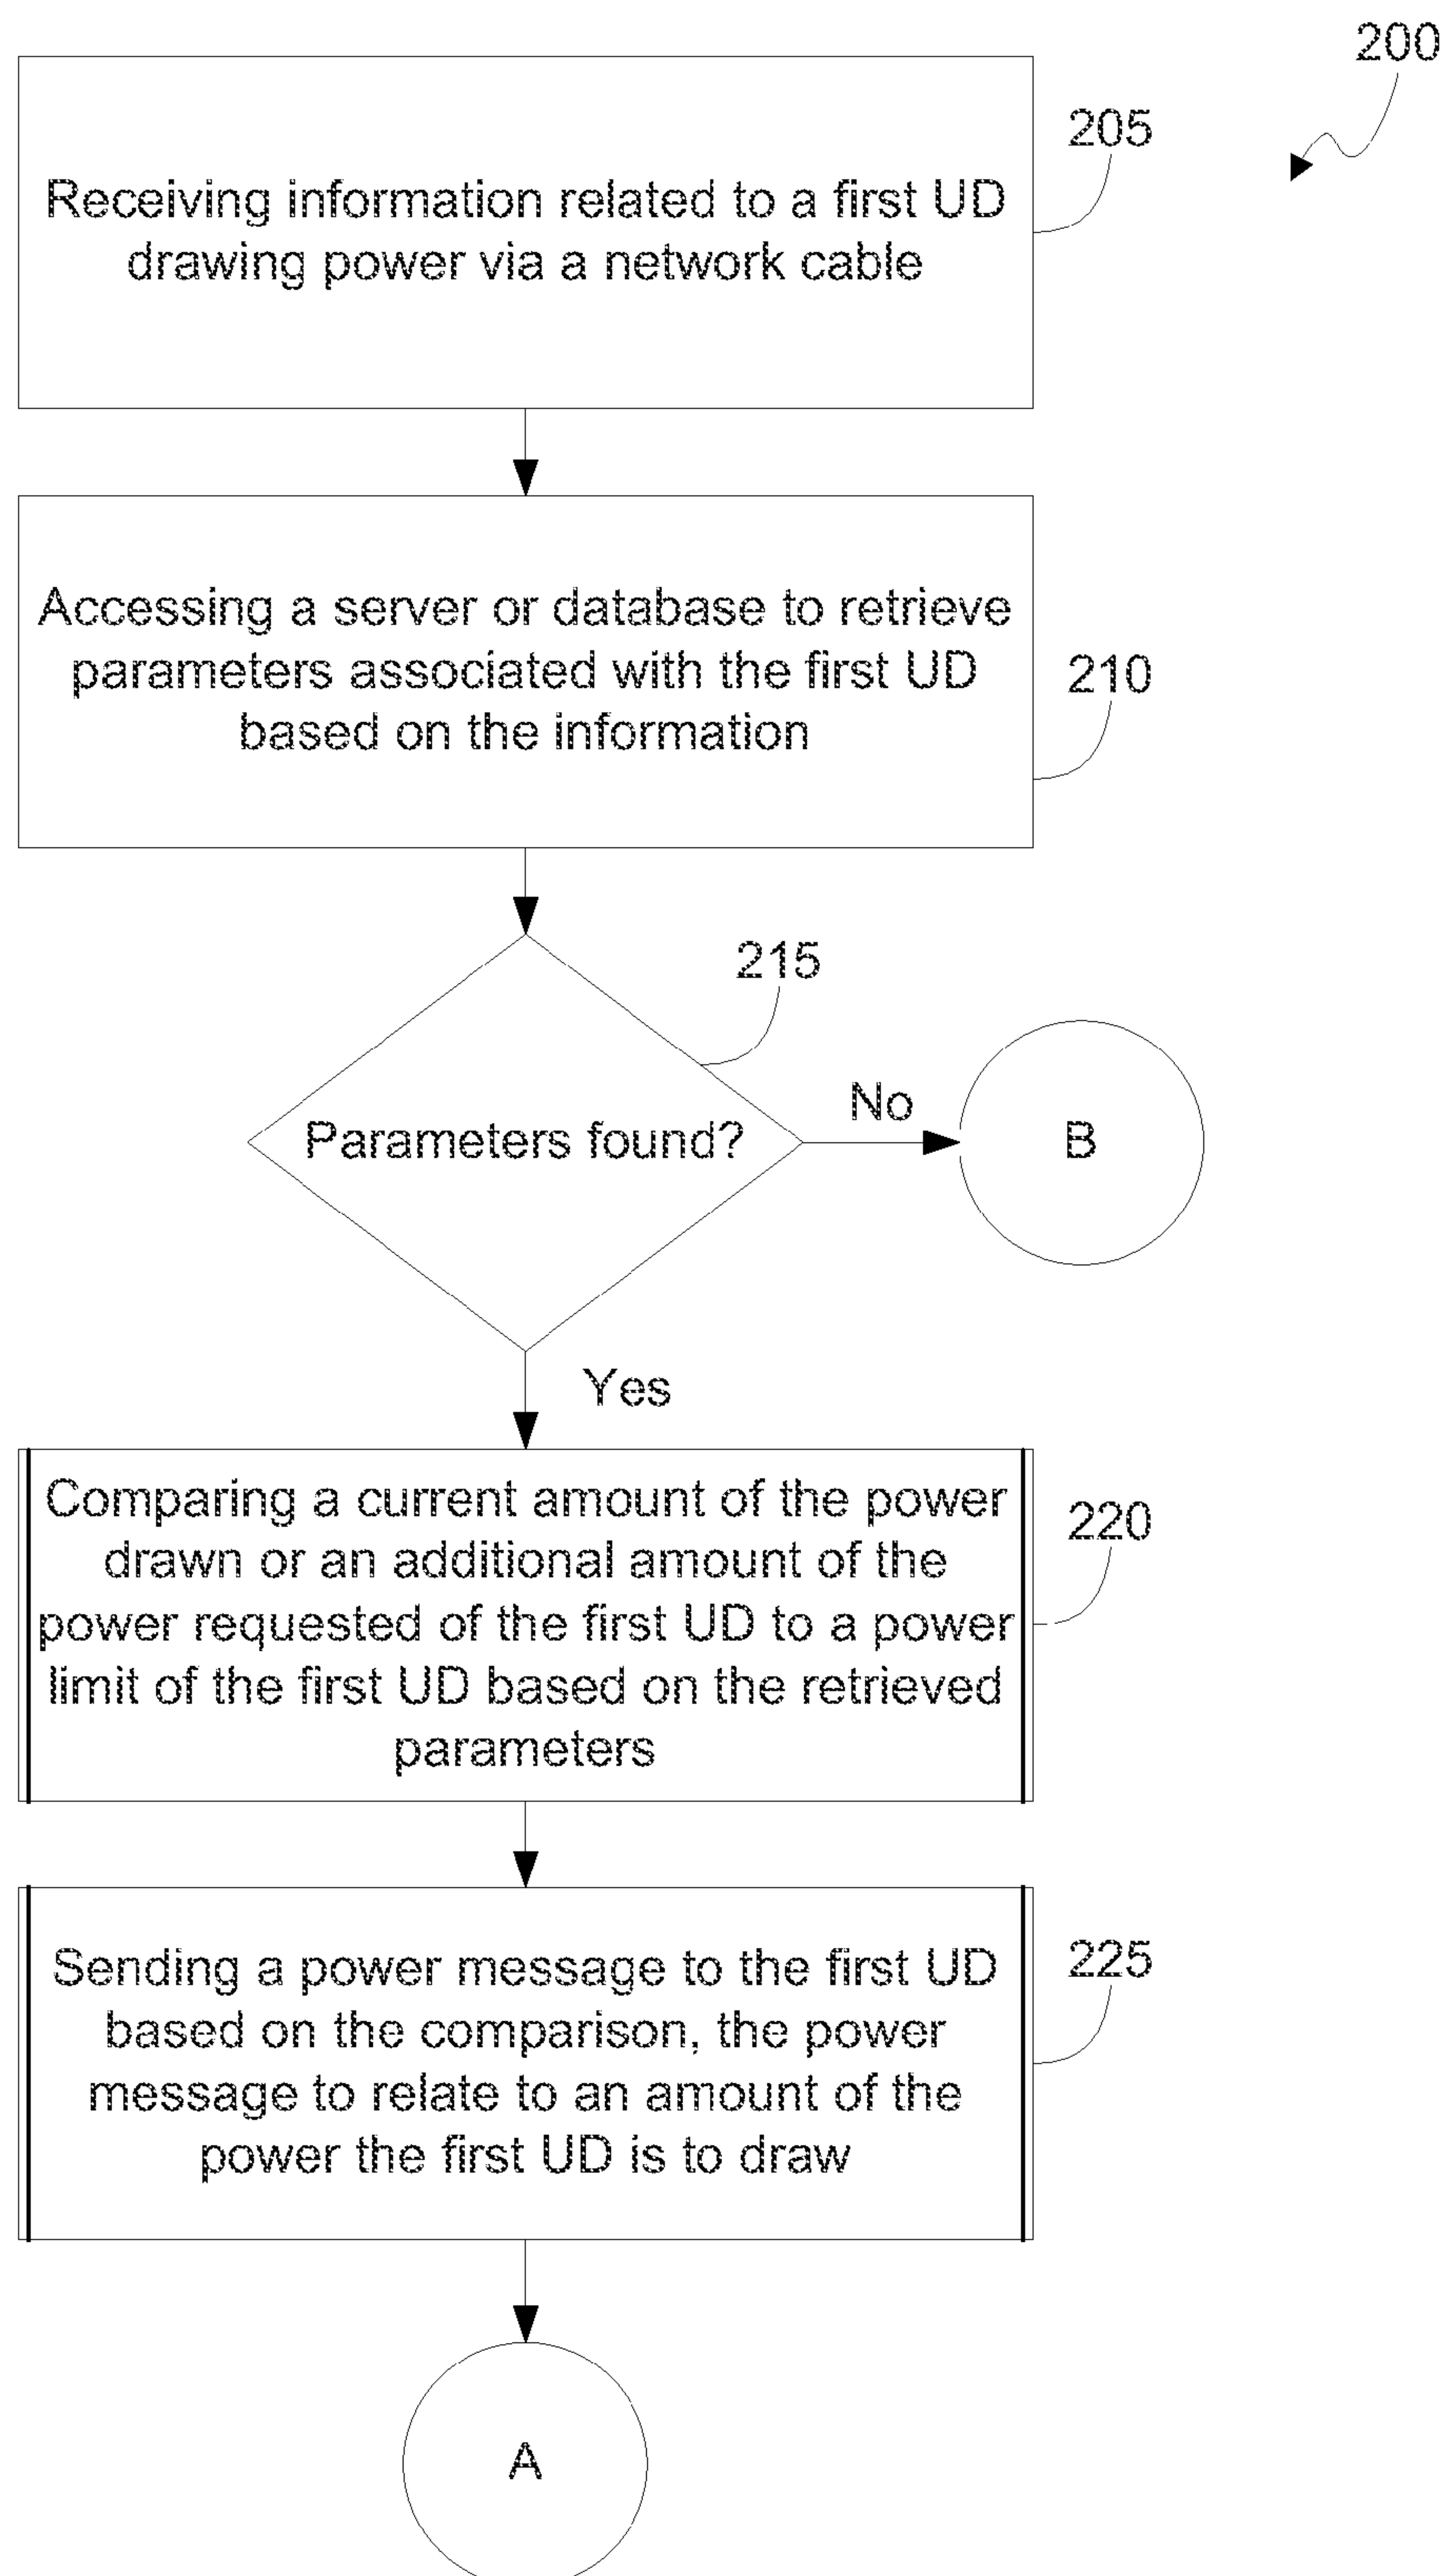 200
205
Receiving information related to a first UD
drawing power via a network cable
Accessing a server or database to retrieve
parameters associated with the first UD
based on the information
210
215
Parameters found?
No
B
Yes
Comparing a current amount of the power
drawn or an additional amount of the
power requested of the first UD to a power
limit of the first UD based on the retrieved
parameters
220
Sending a power message to the first UD
based on the comparison, the power
message to relate to an amount of the
power the first UD is to draw
225
A